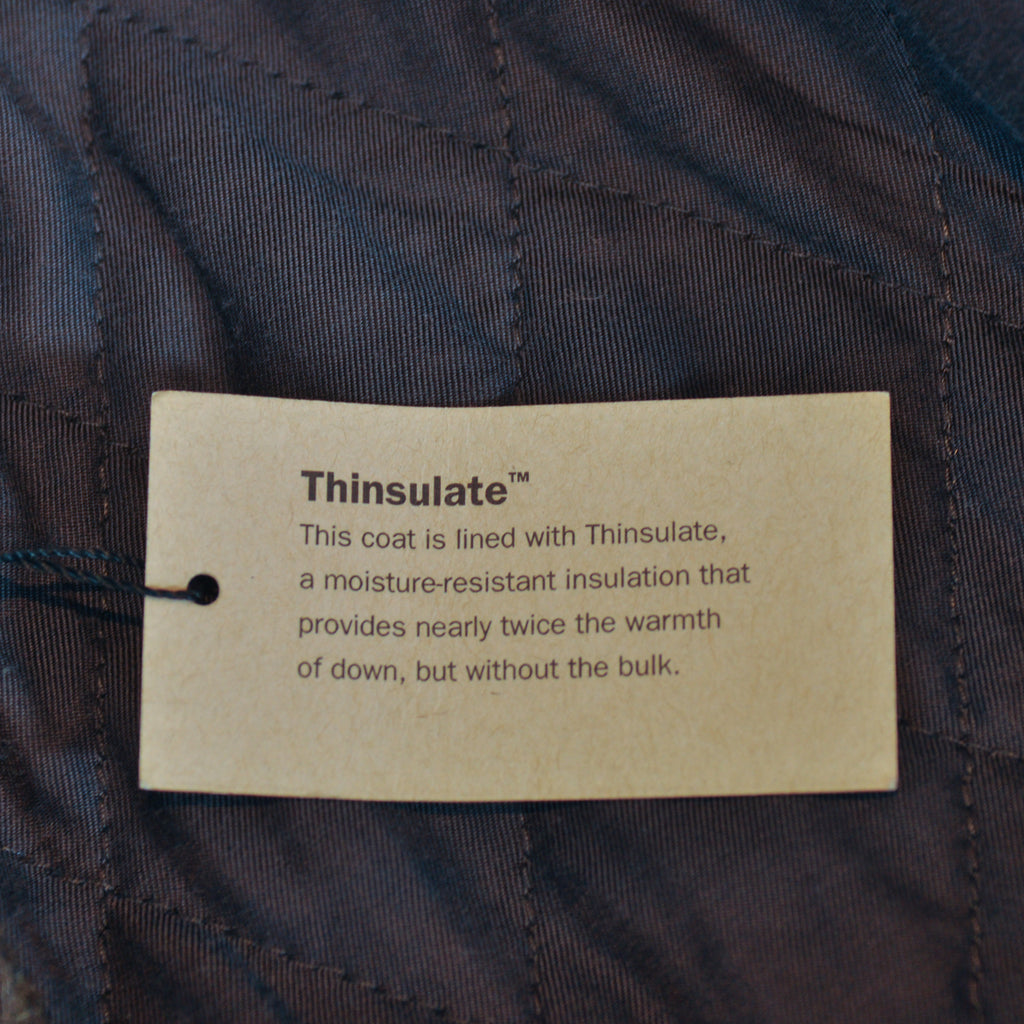 Thinsulate™
This coat is lined with Thinsulate,
a moisture-resistant insulation that
provides nearly twice the warmth
of down, but without the bulk.